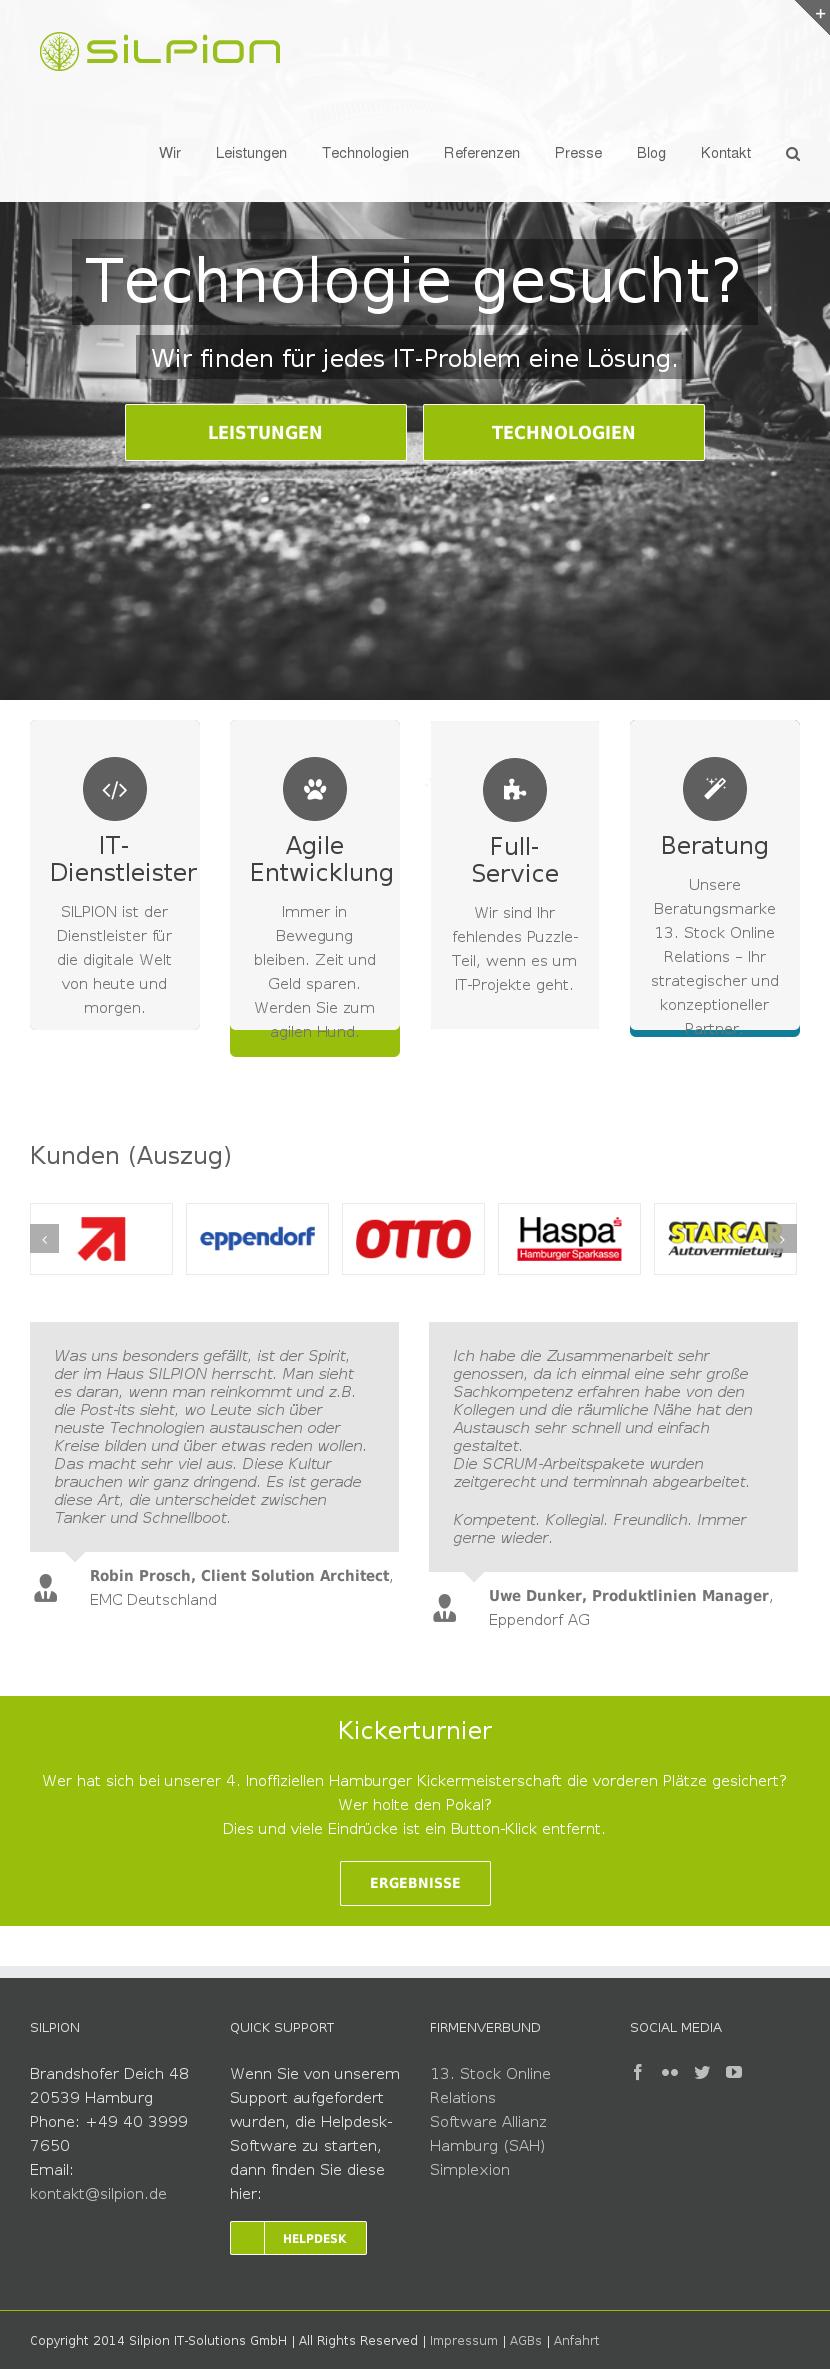 SILPION
Wir Leistungen Technologien Referenzen Presse Blog Kontakt
Technologie gesucht?
Wir finden für jedes IT-Problem eine Lösung.
LEISTUNGEN TECHNOLOGIEN
IT-
Dienstleister
SILPION ist der
Dienstleister für
die digitale Welt
von heute und
morgen.
Agile
Entwicklung
Immer in
Bewegung
bleiben. Zeit und
Geld sparen.
Werden Sie zum
agilen Hund.
Full-
Service
Wir sind Ihr
fehlendes Puzzle-
Teil, wenn es um
IT-Projekte geht.
Beratung
Unsere
Beratungsmarke
13. Stock Online
Relations – Ihr
strategischer und
konzeptioneller
Partner.
Kunden (Auszug)
eppendorf
OTTO
Haspa
Hamburger Sparkasse
STARCAR
Autovermietung
Was uns besonders gefällt, ist der Spirit,
der im Haus SILPION herrscht. Man sieht
es daran, wenn man reinkommt und z.B.
die Post-its sieht, wo Leute sich über
neuste Technologien austauschen oder
Kreise bilden und über etwas reden wollen.
Das macht sehr viel aus. Diese Kultur
brauchen wir ganz dringend. Es ist gerade
diese Art, die unterscheidet zwischen
Tanker und Schnellboot.
Robin Prosch, Client Solution Architect,
EMC Deutschland
Ich habe die Zusammenarbeit sehr
genossen, da ich einmal eine sehr große
Sachkompetenz erfahren habe von den
Kollegen und die räumliche Nähe hat den
Austausch sehr schnell und einfach
gestaltet.
Die SCRUM-Arbeitspakete wurden
zeitgerecht und terminnah abgearbeitet.
Kompetent. Kollegial. Freundlich. Immer
gerne wieder.
Uwe Dunker, Produktlinien Manager,
Eppendorf AG
Kickerturnier
Wer hat sich bei unserer 4. Inoffiziellen Hamburger Kickermeisterschaft die vorderen Plätze gesichert?
Wer holte den Pokal?
Dies und viele Eindrücke ist ein Button-Klick entfernt.
ERGEBNISSE
SILPION
Brandshofer Deich 48
20539 Hamburg
Phone: +49 40 3999
7650
Email:
kontakt@silpion.de
QUICK SUPPORT
Wenn Sie von unserem
Support aufgefordert
wurden, die Helpdesk-
Software zu starten,
dann finden Sie diese
hier:
HELPDESK
FIRMENVERBUND
13. Stock Online
Relations
Software Allianz
Hamburg (SAH)
Simplexion
SOCIAL MEDIA
Copyright 2014 Silpion IT-Solutions GmbH | All Rights Reserved | Impressum | AGBs | Anfahrt